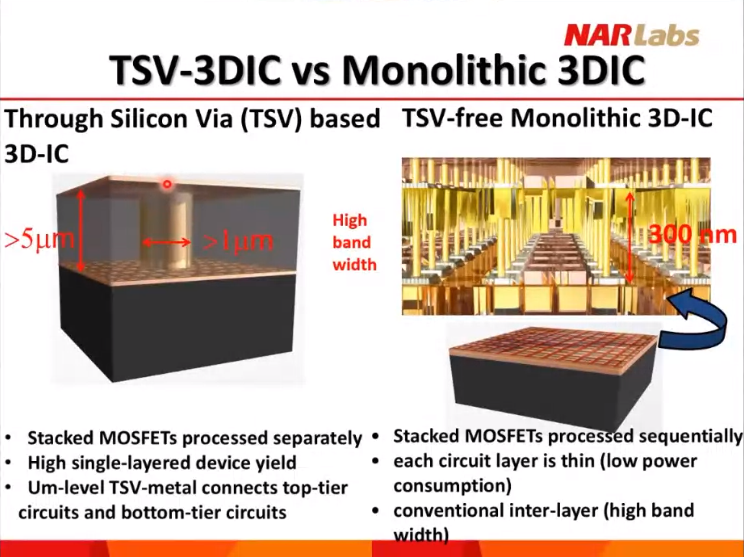 NARLabs
TSV-3DIC vs Monolithic 3DIC
Through Silicon Via (TSV) based
3D-IC
>5μm
>1μm
High
band
width
• Stacked MOSFETs processed separately
• High single-layered device yield
• Um-level TSV-metal connects top-tier
circuits and bottom-tier circuits
TSV-free Monolithic 3D-IC
300 nm
• Stacked MOSFETs processed sequentially
• each circuit layer is thin (low power
consumption)
• conventional inter-layer (high band
width)